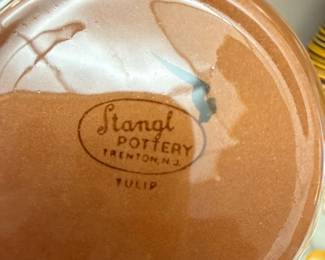 Stangl
POTTERY
TRENTON, N.J.
TULIP